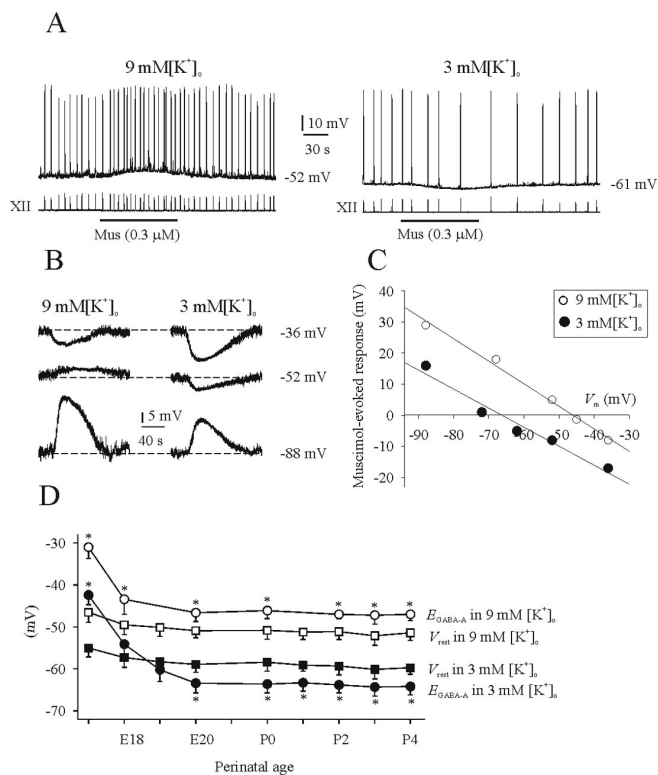 A
9 mM[K⁺]ₒ
3 mM[K⁺]ₒ
10 mV
30 s
-52 mV
-61 mV
XII
XII
Mus (0.3 μM)
Mus (0.3 μM)
B
9 mM[K⁺]ₒ
3 mM[K⁺]ₒ
-36 mV
-52 mV
5 mV
40 s
-88 mV
C
9 mM[K⁺]ₒ
3 mM[K⁺]ₒ
Muscimol-evoked response (mV)
40
30
20
10
0
-10
-20
Vₘ (mV)
-90 -80 -70 -60 -50 -40 -30
D
(mV)
-30
-40
-50
-60
-70
* * * * * * *
* * * * * * *
E_GABA-A in 9 mM [K⁺]ₒ
V_rest in 9 mM [K⁺]ₒ
V_rest in 3 mM [K⁺]ₒ
E_GABA-A in 3 mM [K⁺]ₒ
E18 E20 P0 P2 P4
Perinatal age